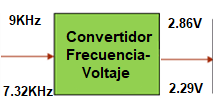 9KHz
2.86V
Convertidor
Frecuencia-
Voltaje
7.32KHz
2.29V